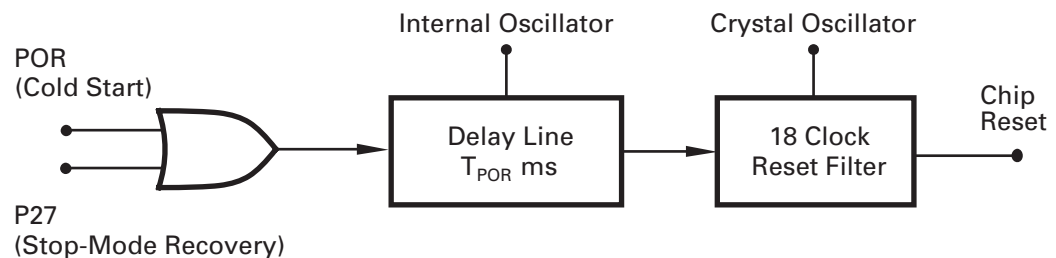 Internal Oscillator
Crystal Oscillator
POR
(Cold Start)
Delay Line
T_POR ms
18 Clock
Reset Filter
Chip
Reset
P27
(Stop-Mode Recovery)